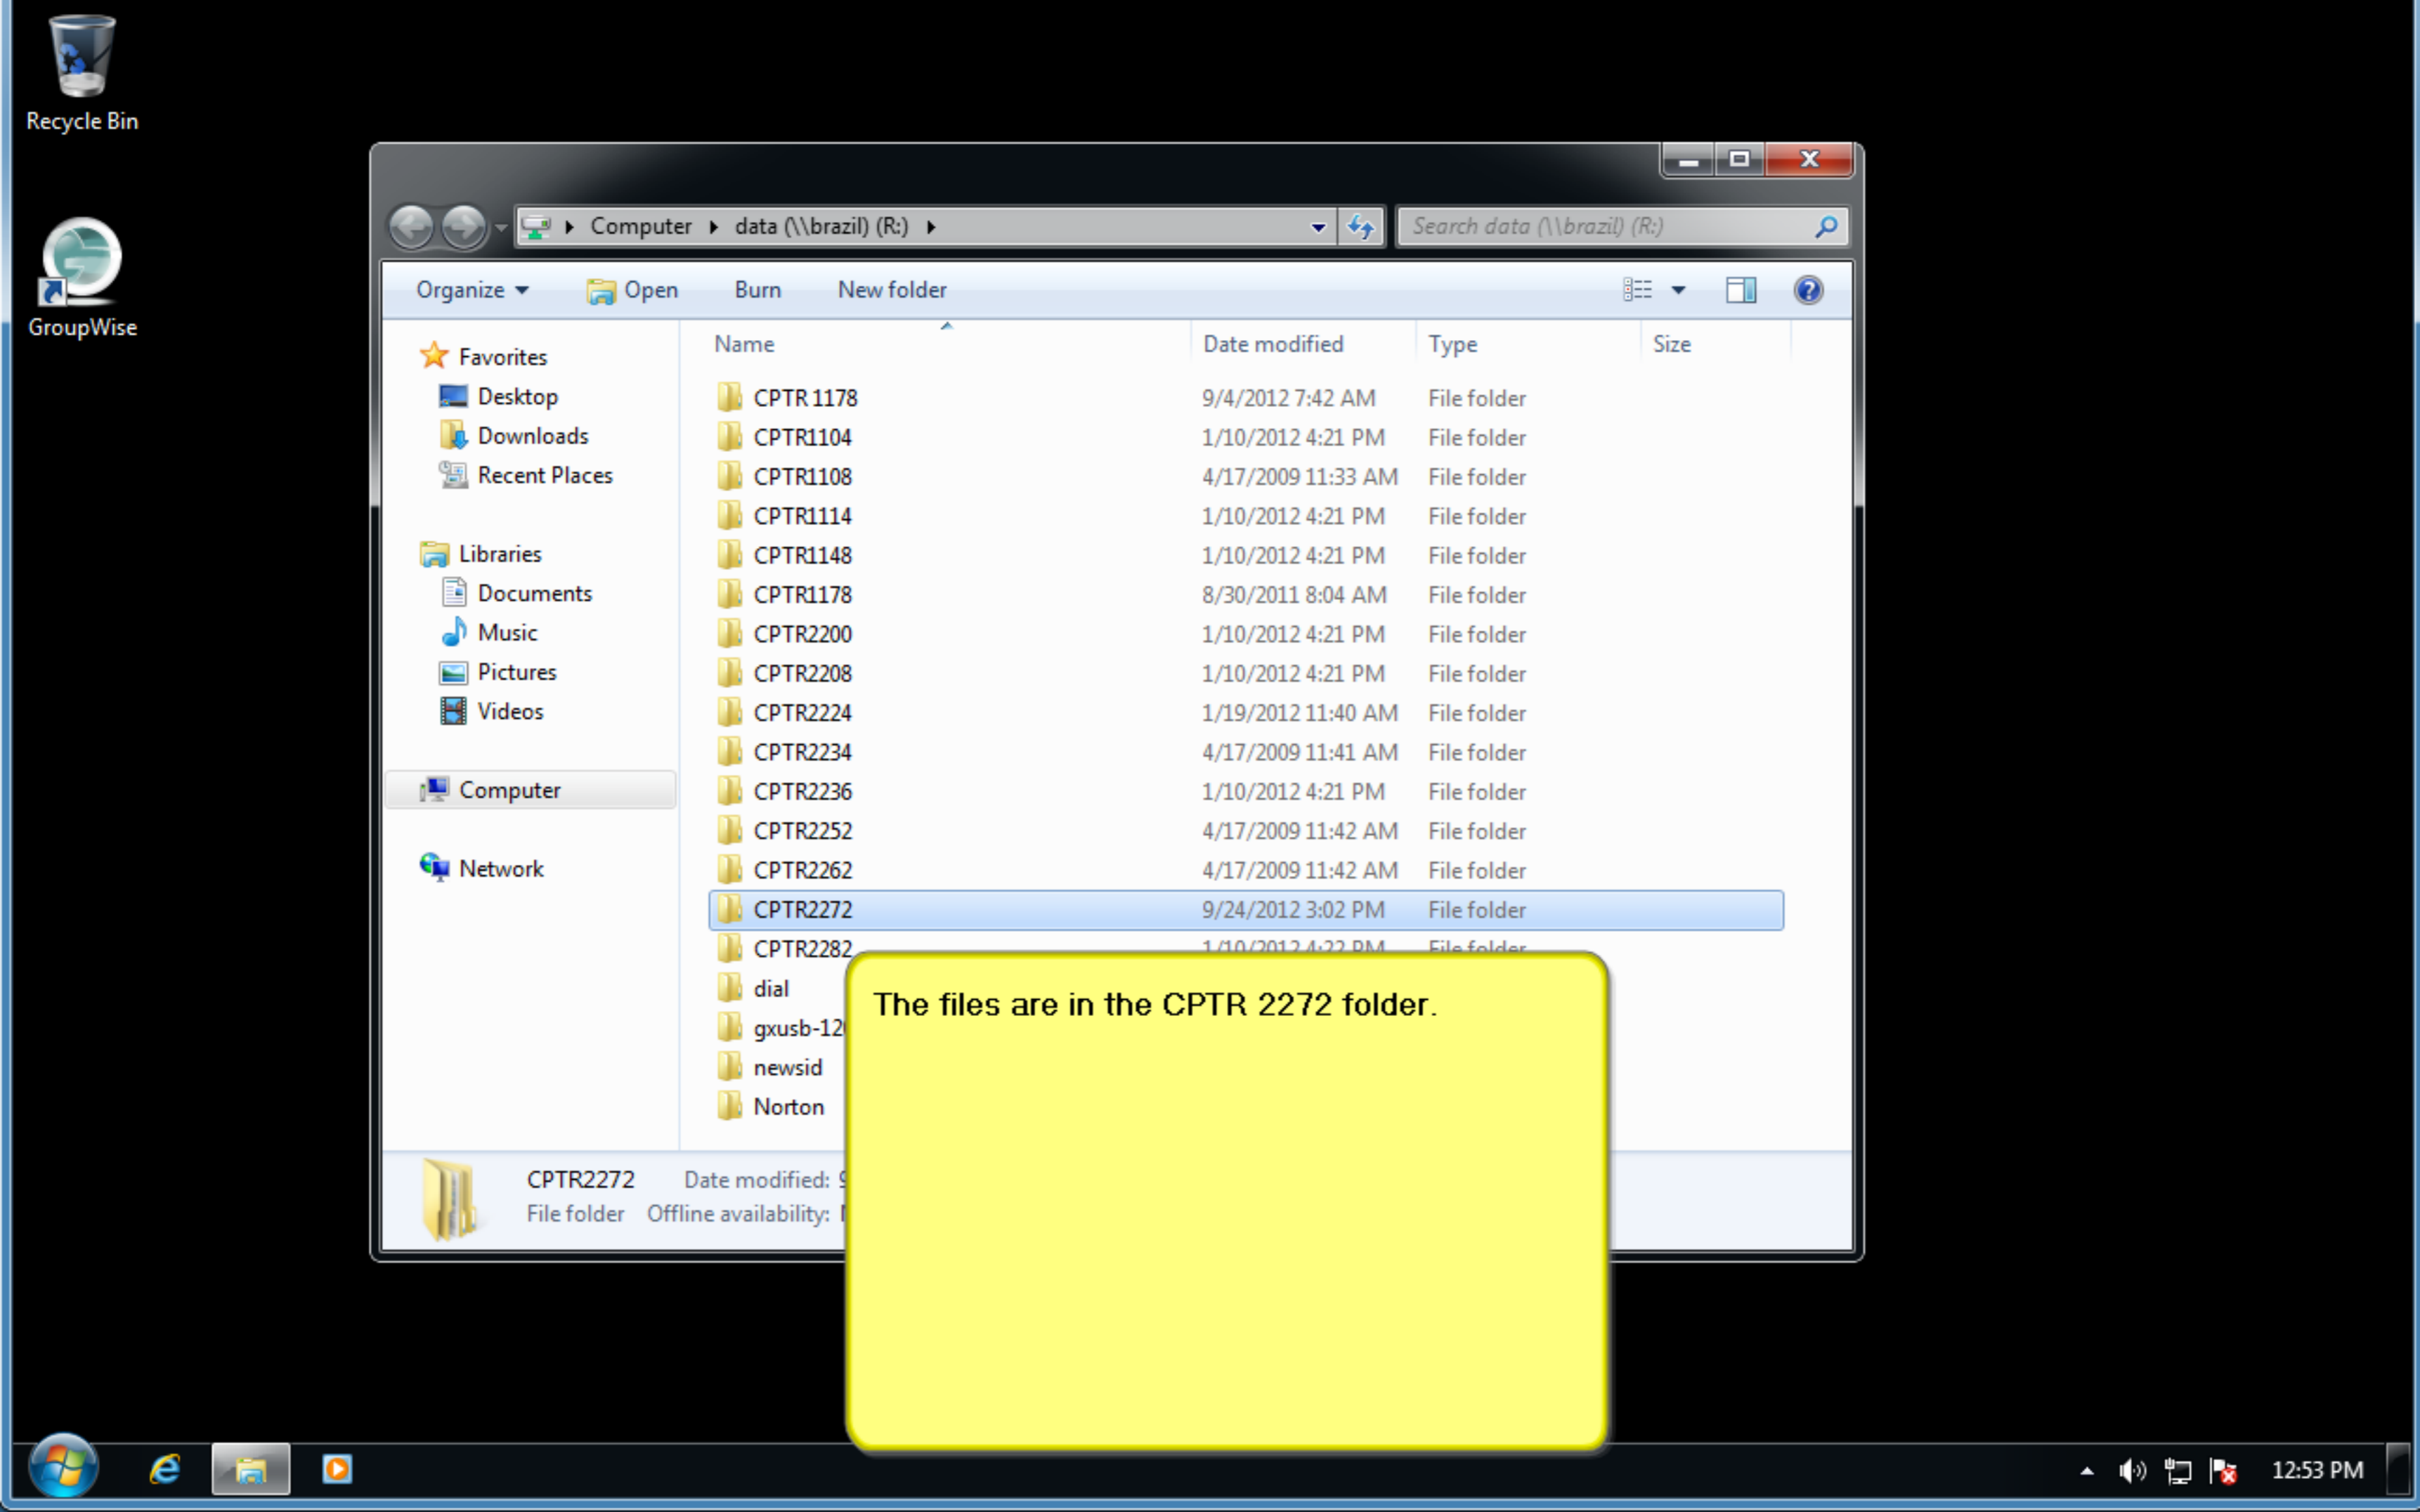 Recycle Bin
GroupWise
Computer data (\\brazil) (R:)
Search data (\\brazil) (R:)
Organize Open Burn New folder
Favorites
Desktop
Downloads
Recent Places
Libraries
Documents
Music
Pictures
Videos
Computer
Network
Name Date modified Type Size
CPTR 1178 9/4/2012 7:42 AM File folder
CPTR1104 1/10/2012 4:21 PM File folder
CPTR1108 4/17/2009 11:33 AM File folder
CPTR1114 1/10/2012 4:21 PM File folder
CPTR1148 1/10/2012 4:21 PM File folder
CPTR1178 8/30/2011 8:04 AM File folder
CPTR2200 1/10/2012 4:21 PM File folder
CPTR2208 1/10/2012 4:21 PM File folder
CPTR2224 1/19/2012 11:40 AM File folder
CPTR2234 4/17/2009 11:41 AM File folder
CPTR2236 1/10/2012 4:21 PM File folder
CPTR2252 4/17/2009 11:42 AM File folder
CPTR2262 4/17/2009 11:42 AM File folder
CPTR2272 9/24/2012 3:02 PM File folder
CPTR2282 1/10/2012 4:22 PM File folder
dial
newsid
Norton
The files are in the CPTR 2272 folder.
CPTR2272 Date modified:
File folder Offline availability:
12:53 PM